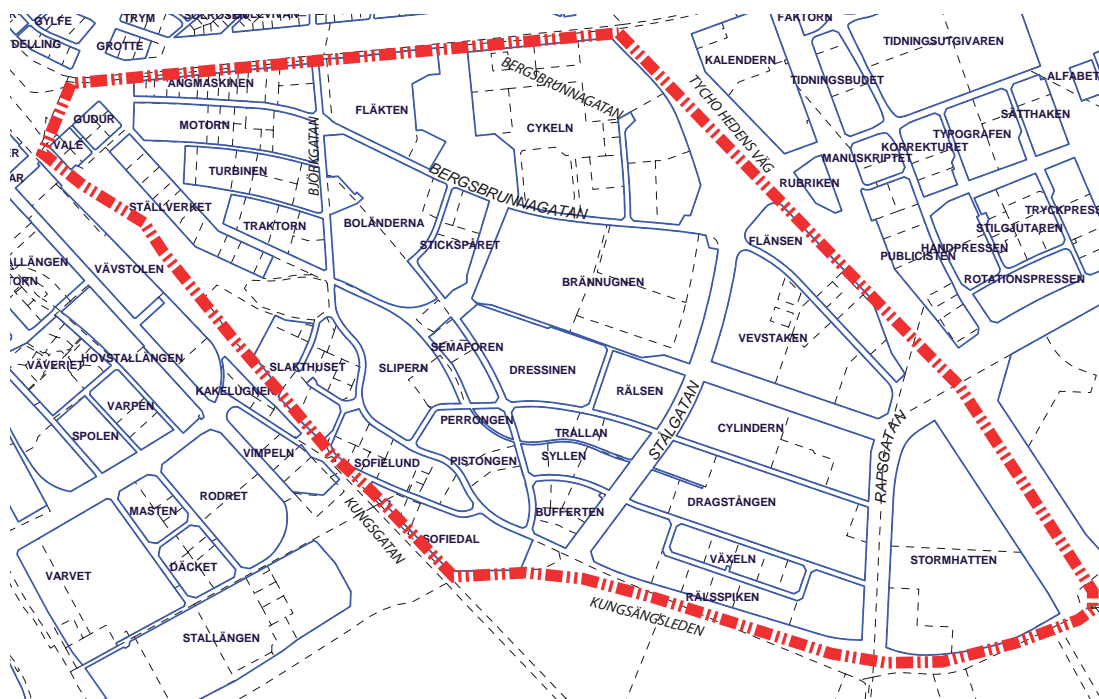 GYLFE
TRYM
FAKTORN
DELLING
GROTTE
KALENDERN
TIDNINGSUTGIVAREN
ÅNGMASKINEN
FLÄKTEN
BERGSBRUNNAGATAN
TYCHO HEDENS VÄG
TIDNINGSBUDET
ALFABET
GUDUR
MOTORN
CYKELN
SÄTTHAKEN
TYPOGRAFEN
VALE
KORREKTURET
MANUSKRIPTET
TURBINEN
BJÖRKGATAN
BERGSBRUNNAGATAN
RUBRIKEN
STÄLLVERKET
TRAKTORN
BOLÄNDERNA
STICKSPÅRET
FLÄNSEN
TRYCKPRESS
STILGJUTAREN
HANDPRESSEN
PUBLICISTEN
ROTATIONSPRESSEN
ÄLLÄNGEN
TORN
VÄVSTOLEN
BRÄNNUGNEN
VEVSTAKEN
SEMAFOREN
HOVSTALLÄNGEN
VÄVERIET
SLAKTHUSET
SLIPERN
DRESSINEN
RÄLSEN
KAKELUGNEN
VARPEN
SPOLEN
PERRONGEN
TRALLAN
STÅLGATAN
CYLINDERN
RAPSGATAN
VIMPELN
SOFIELUND
PISTONGEN
SYLLEN
RODRET
MASTEN
KUNGSGATAN
BUFFERTEN
DRAGSTÅNGEN
SOFIEDAL
DÄCKET
VARVET
VÄXELN
STORMHATTEN
RÄLSSPIKEN
KUNGSÄNGSLEDEN
STALLÄNGEN